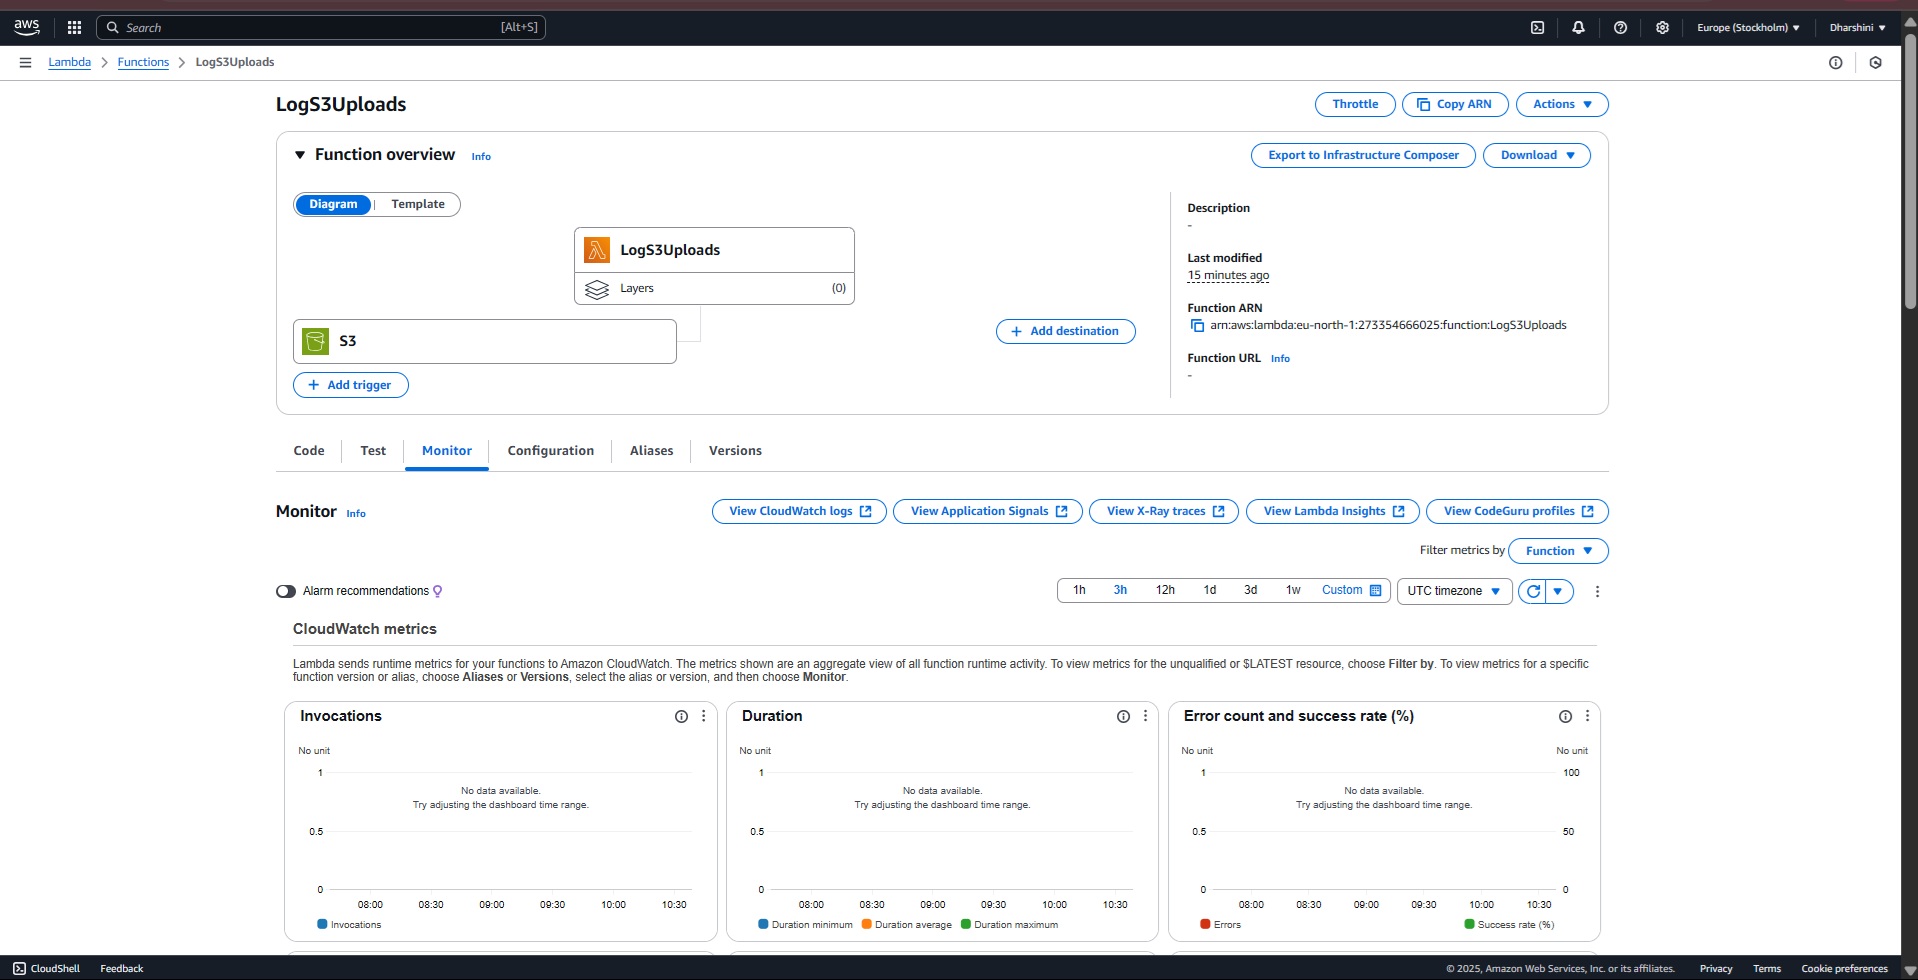 aws
Search [Alt+S] Europe (Stockholm) Dharshini
Lambda Functions LogS3Uploads
LogS3Uploads
Throttle Copy ARN Actions
Function overview Info
Export to Infrastructure Composer Download
Diagram Template
LogS3Uploads
Layers (0)
S3
Add trigger
Add destination
Description
-
Last modified
15 minutes ago
Function ARN
arn:aws:lambda:eu-north-1:273354666025:function:LogS3Uploads
Function URL Info
-
Code Test Monitor Configuration Aliases Versions
Monitor Info
View CloudWatch logs View Application Signals View X-Ray traces View Lambda Insights View CodeGuru profiles
Filter metrics by Function
Alarm recommendations
1h 3h 12h 1d 3d 1w Custom UTC timezone
CloudWatch metrics
Lambda sends runtime metrics for your functions to Amazon CloudWatch. The metrics shown are an aggregate view of all function runtime activity. To view metrics for the unqualified or $LATEST resource, choose Filter by. To view metrics for a specific
function version or alias, choose Aliases or Versions, select the alias or version, and then choose Monitor.
Invocations
No unit
1
No data available.
Try adjusting the dashboard time range.
0.5
0
08:00 08:30 09:00 09:30 10:00 10:30
Invocations
Duration
No unit
1
No data available.
Try adjusting the dashboard time range.
0.5
0
08:00 08:30 09:00 09:30 10:00 10:30
Duration minimum Duration average Duration maximum
Error count and success rate (%)
No unit No unit
1 100
No data available.
Try adjusting the dashboard time range.
0.5 50
0 0
08:00 08:30 09:00 09:30 10:00 10:30
Errors Success rate (%)
CloudShell Feedback © 2025, Amazon Web Services, Inc. or its affiliates. Privacy Terms Cookie preferences